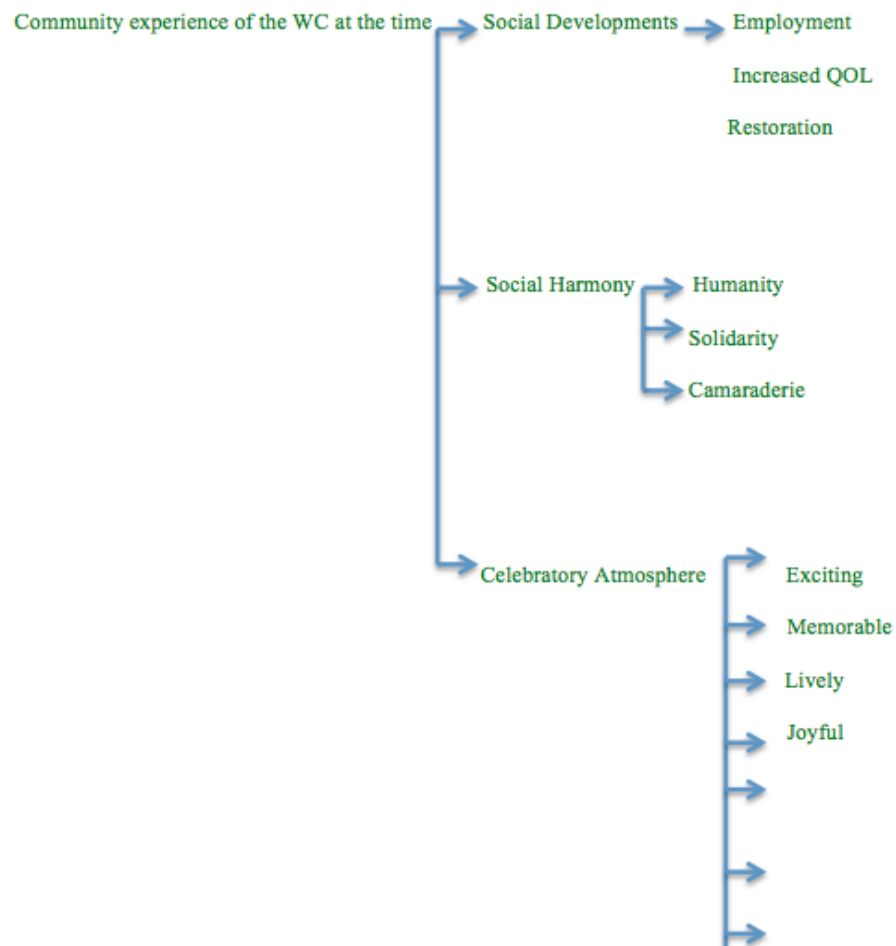 Community experience of the WC at the time
Social Developments
Employment
Increased QOL
Restoration
Social Harmony
Humanity
Solidarity
Camaraderie
Celebratory Atmosphere
Exciting
Memorable
Lively
Joyful